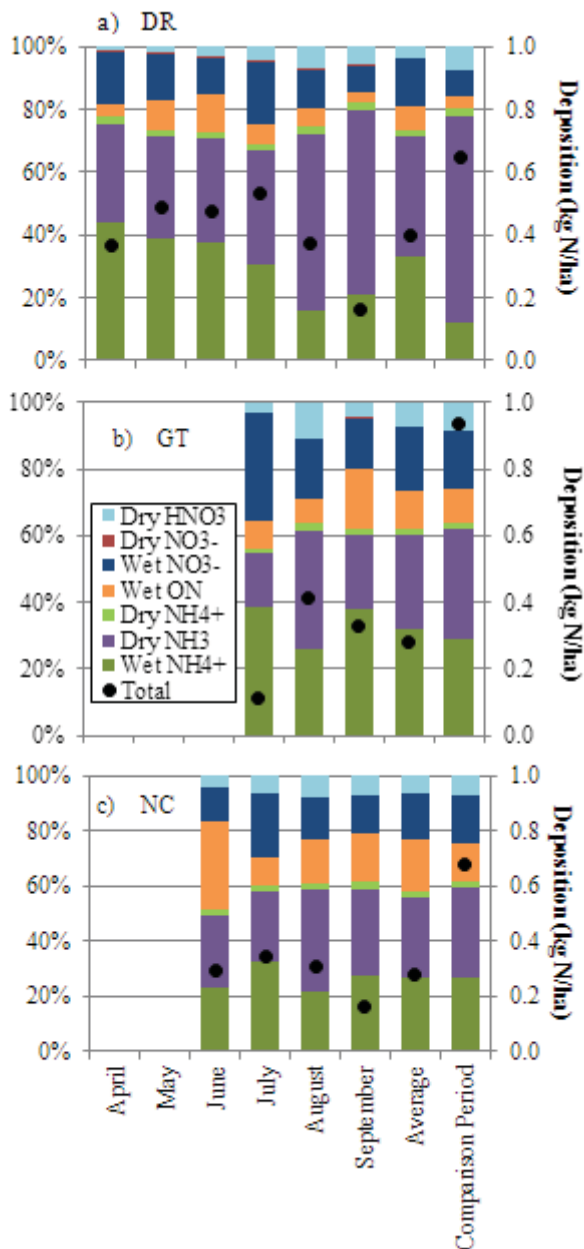 a) DR
100%
80%
60%
40%
20%
0%
1.0
0.8
0.6
0.4
0.2
0.0
Deposition (kg N/ha)
b) GT
100%
80%
60%
40%
20%
0%
Dry HNO3
Dry NO3-
Wet NO3-
Wet ON
Dry NH4+
Dry NH3
Wet NH4+
Total
1.0
0.8
0.6
0.4
0.2
0.0
Deposition (kg N/ha)
c) NC
100%
80%
60%
40%
20%
0%
1.0
0.8
0.6
0.4
0.2
0.0
Deposition (kg N/ha)
April
May
June
July
August
September
Average
Comparison Period